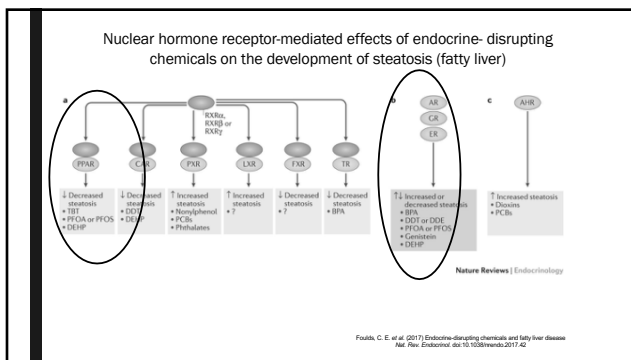 Nuclear hormone receptor-mediated effects of endocrine- disrupting
chemicals on the development of steatosis (fatty liver)
a
RXRα,
RXRβ or
RXRγ
PPAR
CAR
PXR
LXR
FXR
TR
↓ Decreased
steatosis
• TBT
• PFOA or PFOS
• DEHP
↓ Decreased
steatosis
• DDT
• DEHP
↑ Increased
steatosis
• Nonylphenol
• PCBs
• Phthalates
↑ Increased
steatosis
• ?
↓ Decreased
steatosis
• ?
↓ Decreased
steatosis
• BPA
b
AR
GR
ER
↑↓ Increased or
decreased steatosis
• BPA
• DDT or DDE
• PFOA or PFOS
• Genistein
• DEHP
c
AHR
↑ Increased steatosis
• Dioxins
• PCBs
Nature Reviews | Endocrinology
Foulds, C. E. et al. (2017) Endocrine-disrupting chemicals and fatty liver disease
Nat. Rev. Endocrinol. doi:10.1038/nrendo.2017.42